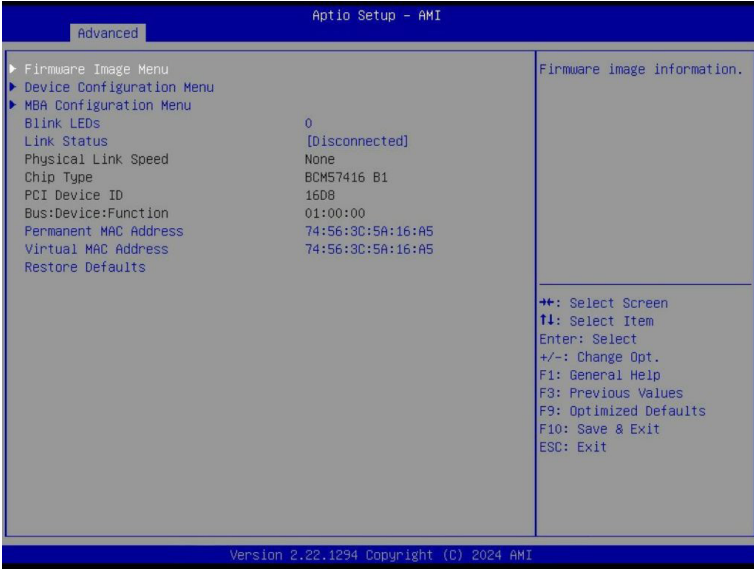 Aptio Setup – AMI
Advanced
▶ Firmware Image Menu
▶ Device Configuration Menu
▶ MBA Configuration Menu
Blink LEDs 0
Link Status [Disconnected]
Physical Link Speed None
Chip Type BCM57416 B1
PCI Device ID 16D8
Bus:Device:Function 01:00:00
Permanent MAC Address 74:56:3C:5A:16:A5
Virtual MAC Address 74:56:3C:5A:16:A5
Restore Defaults
Firmware image information.
→←: Select Screen
↑↓: Select Item
Enter: Select
+/-: Change Opt.
F1: General Help
F3: Previous Values
F9: Optimized Defaults
F10: Save & Exit
ESC: Exit
Version 2.22.1294 Copyright (C) 2024 AMI